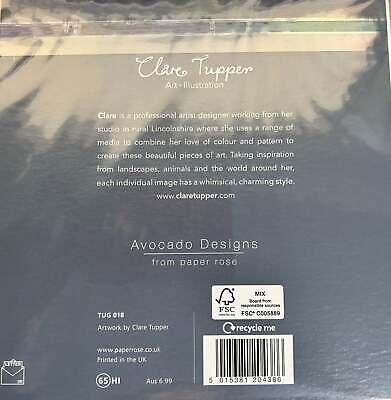 Clare Tupper
Art + Illustration
Clare is a professional artist designer working from her
studio in rural Lincolnshire where she uses a range of
media to combine her love of colour and pattern to
create these beautiful pieces of art. Taking inspiration
from landscapes, animals and the world around her,
each individual image has a whimsical, charming style.
www.claretupper.com
Avocado Designs
from paper rose
TUG 018
Artwork by Clare Tupper
www.paperrose.co.uk
Printed in the UK
65 HI
Aus 6.99
FSC
MIX
Board from
responsible sources
FSC® C005889
recycle me
5 015381 204386